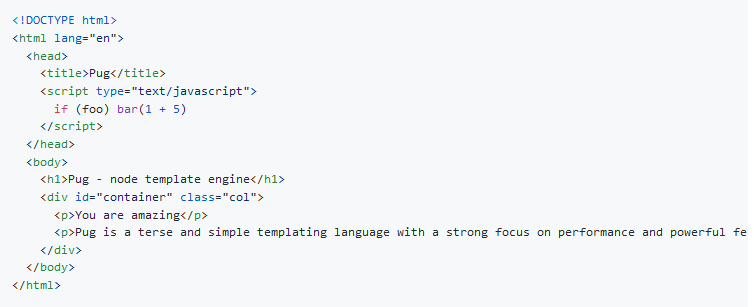 <!DOCTYPE html>
<html lang="en">
  <head>
    <title>Pug</title>
    <script type="text/javascript">
      if (foo) bar(1 + 5)
    </script>
  </head>
  <body>
    <h1>Pug - node template engine</h1>
    <div id="container" class="col">
      <p>You are amazing</p>
      <p>Pug is a terse and simple templating language with a strong focus on performance and powerful fe
    </div>
  </body>
</html>